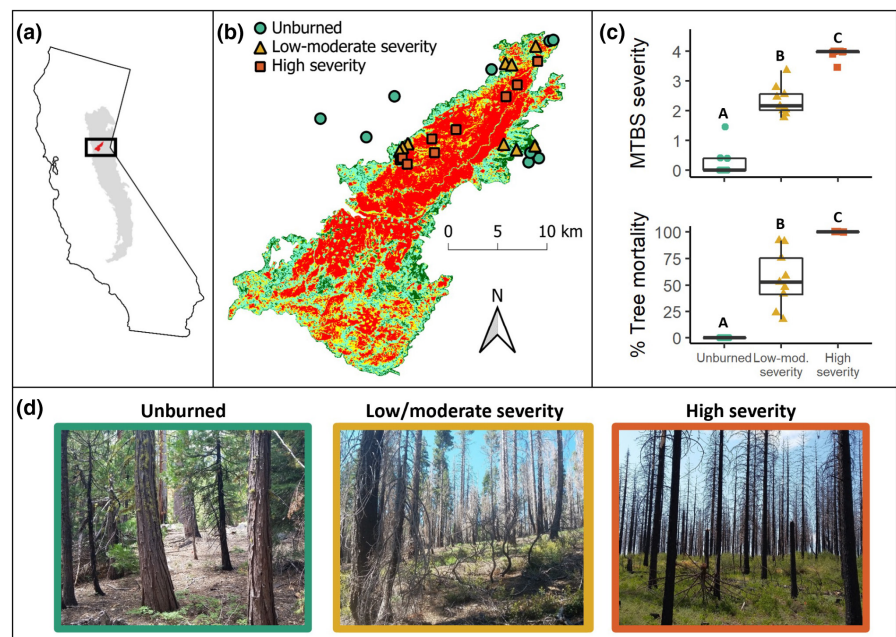 (a)
(b)
Unburned
Low-moderate severity
High severity
0 5 10 km
N
(c)
MTBS severity
4
3
2
1
0
A
B
C
% Tree mortality
100
75
50
25
0
A
B
C
Unburned
Low-mod.
severity
High
severity
(d)
Unburned
Low/moderate severity
High severity